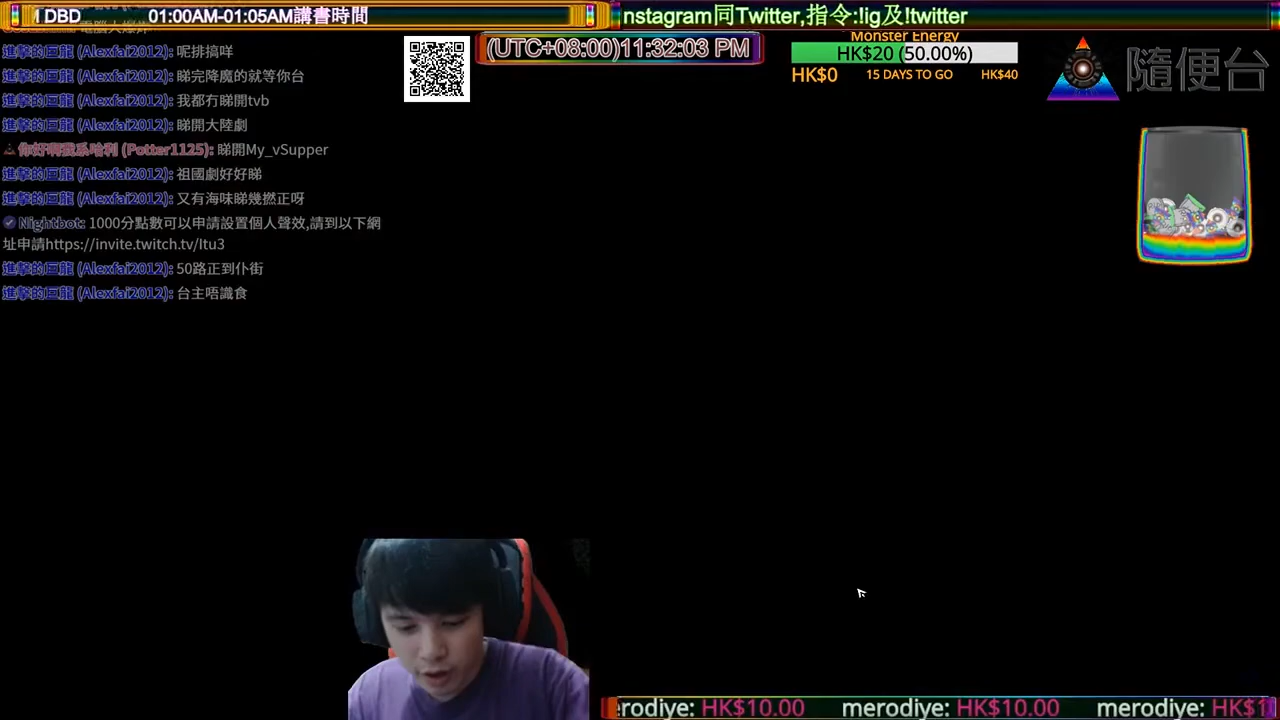 1 DBD 01:00AM-01:05AM講書時間
nstagram同Twitter,指令:!ig及!twitter
進擊的巨龍 (Alexfai2012): 呢排搞咩
進擊的巨龍 (Alexfai2012): 睇完降魔的就等你台
進擊的巨龍 (Alexfai2012): 我都冇睇開tvb
進擊的巨龍 (Alexfai2012): 睇開大陸劇
你好啊我系哈利 (Potter1125): 睇開My_vSupper
進擊的巨龍 (Alexfai2012): 祖國劇好好睇
進擊的巨龍 (Alexfai2012): 又有海味睇幾撚正呀
Nightbot: 1000分點數可以申請設置個人聲效,請到以下網
址申請https://invite.twitch.tv/Itu3
進擊的巨龍 (Alexfai2012): 50路正到仆街
進擊的巨龍 (Alexfai2012): 台主唔識食
(UTC+08:00)11:32:03 PM
Monster Energy
HK$20 (50.00%)
HK$0 15 DAYS TO GO HK$40
隨便台
erodiye: HK$10.00 merodiye: HK$10.00 merodiye: HK$1